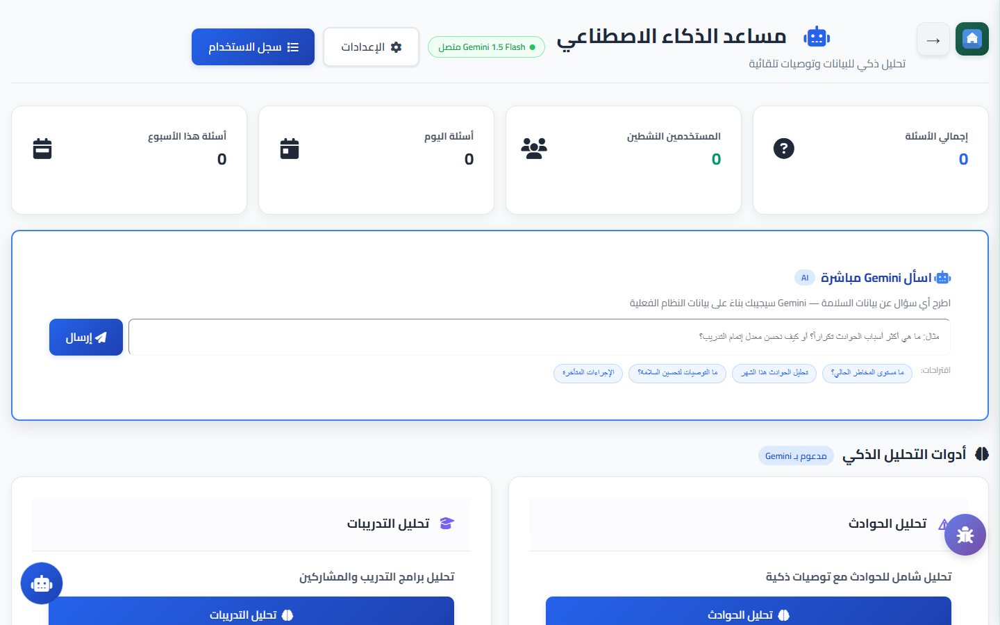 مساعد الذكاء الاصطناعي
تحليل ذكي للبيانات وتوصيات تلقائية
Gemini 1.5 Flash متصل
الإعدادات
سجل الاستخدام
إجمالي الأسئلة
0
المستخدمين النشطين
0
أسئلة اليوم
0
أسئلة هذا الأسبوع
0
اسأل Gemini مباشرة
AI
اطرح أي سؤال عن بيانات السلامة — Gemini سيجيبك بناءً على بيانات النظام الفعلية
مثال: ما هي أكثر أسباب الحوادث تكراراً؟ أو كيف نحسن معدل إتمام التدريب؟
إرسال
اقتراحات:
ما مستوى المخاطر الحالي؟
تحليل الحوادث هذا الشهر
ما التوصيات لتحسين السلامة؟
الإجراءات المتأخرة
أدوات التحليل الذكي
مدعوم بـ Gemini
تحليل الحوادث
تحليل شامل للحوادث مع توصيات ذكية
تحليل الحوادث
تحليل التدريبات
تحليل برامج التدريب والمشاركين
تحليل التدريبات